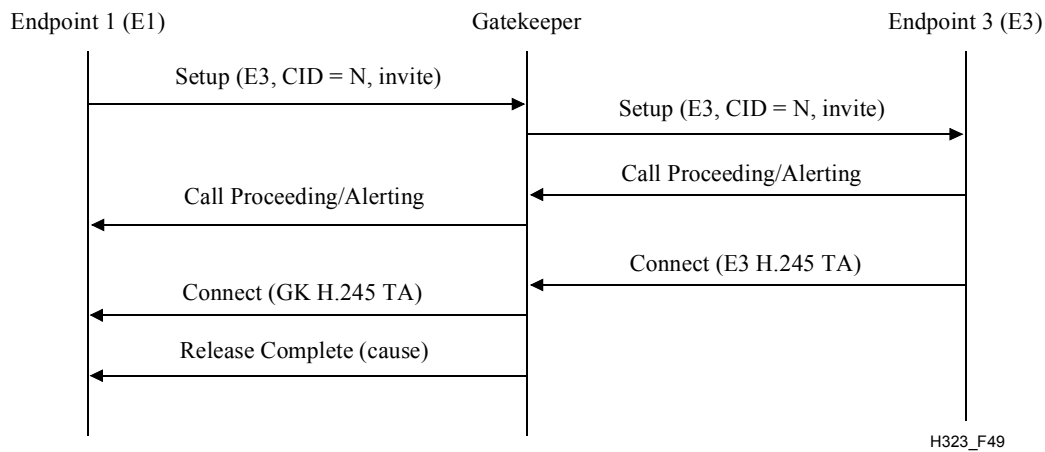 Endpoint 1 (E1)
Gatekeeper
Endpoint 3 (E3)
Setup (E3, CID = N, invite)
Setup (E3, CID = N, invite)
Call Proceeding/Alerting
Call Proceeding/Alerting
Connect (E3 H.245 TA)
Connect (GK H.245 TA)
Release Complete (cause)
H323_F49